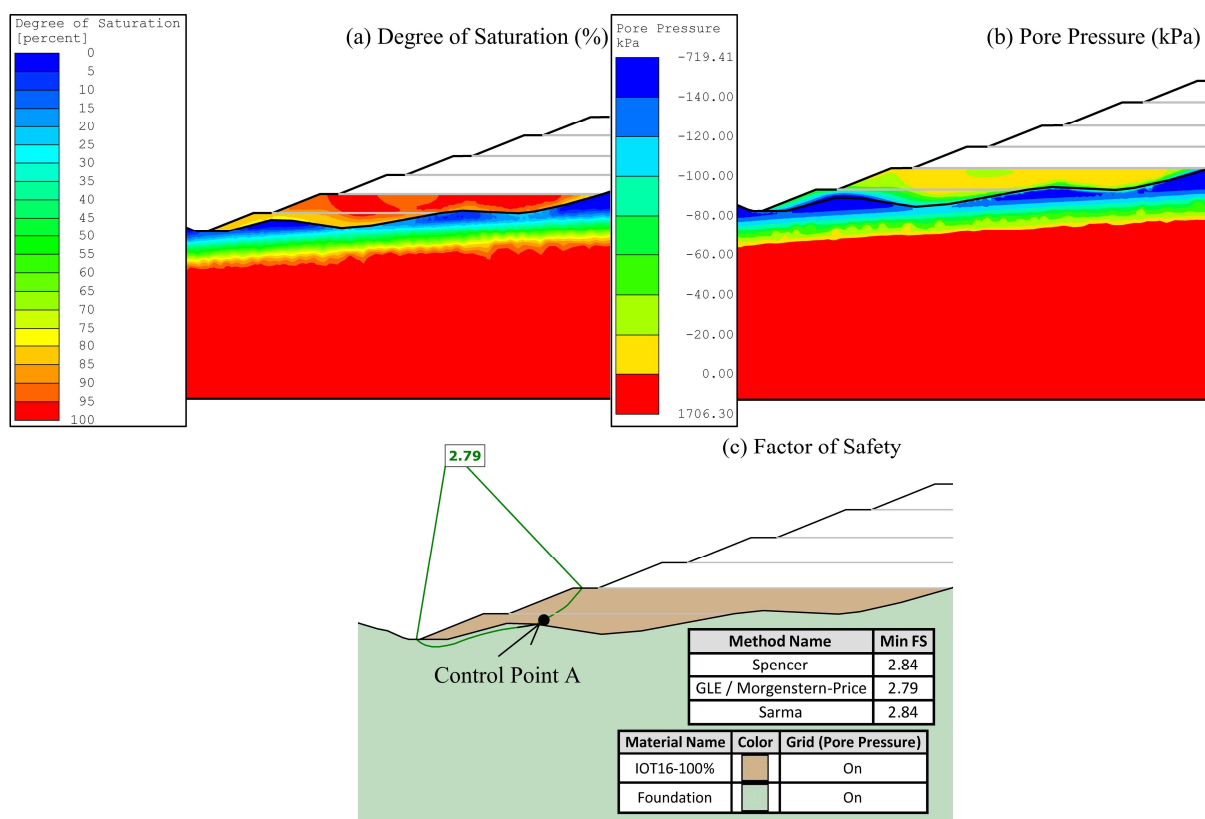 Degree of Saturation
[percent]
0
5
10
15
20
25
30
35
40
45
50
55
60
65
70
75
80
85
90
95
100
(a) Degree of Saturation (%)
Pore Pressure
kPa
-719.41
-140.00
-120.00
-100.00
-80.00
-60.00
-40.00
-20.00
0.00
1706.30
(b) Pore Pressure (kPa)
(c) Factor of Safety
2.79
Control Point A
Method Name Min FS
Spencer 2.84
GLE / Morgenstern-Price 2.79
Sarma 2.84
Material Name Color Grid (Pore Pressure)
IOT16-100% On
Foundation On